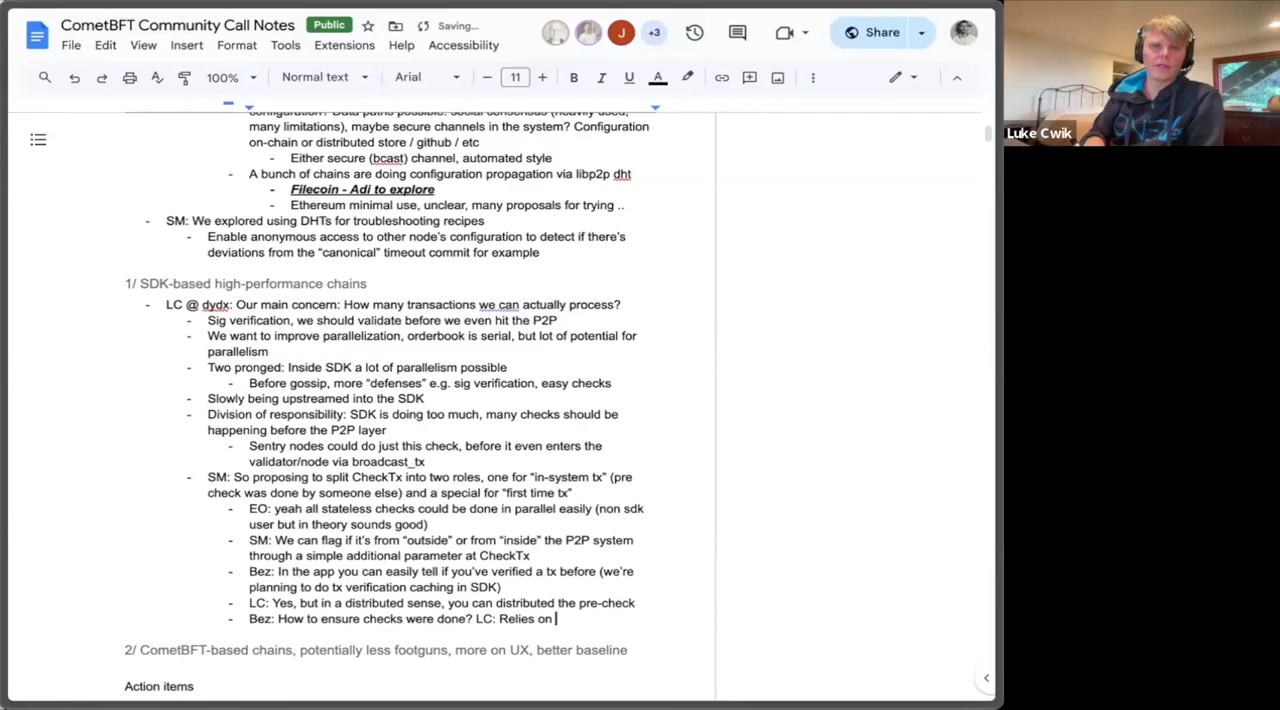 CometBFT Community Call Notes
Public
Saving...
J
+3
Share
File Edit View Insert Format Tools Extensions Help Accessibility
100%
Normal text
Arial
11
B I U A
configuration? Data paths possible: social consensus (heavily used,
many limitations), maybe secure channels in the system? Configuration
on-chain or distributed store / github / etc
- Either secure (bcast) channel, automated style
- A bunch of chains are doing configuration propagation via libp2p dht
- Filecoin - Adi to explore
- Ethereum minimal use, unclear, many proposals for trying ..
- SM: We explored using DHTs for troubleshooting recipes
- Enable anonymous access to other node's configuration to detect if there's
deviations from the “canonical” timeout commit for example
1/ SDK-based high-performance chains
- LC @ dydx: Our main concern: How many transactions we can actually process?
- Sig verification, we should validate before we even hit the P2P
- We want to improve parallelization, orderbook is serial, but lot of potential for
parallelism
- Two pronged: Inside SDK a lot of parallelism possible
- Before gossip, more “defenses” e.g. sig verification, easy checks
- Slowly being upstreamed into the SDK
- Division of responsibility: SDK is doing too much, many checks should be
happening before the P2P layer
- Sentry nodes could do just this check, before it even enters the
validator/node via broadcast_tx
- SM: So proposing to split CheckTx into two roles, one for “in-system tx” (pre
check was done by someone else) and a special for “first time tx”
- EO: yeah all stateless checks could be done in parallel easily (non sdk
user but in theory sounds good)
- SM: We can flag if it's from “outside” or from “inside” the P2P system
through a simple additional parameter at CheckTx
- Bez: In the app you can easily tell if you've verified a tx before (we're
planning to do tx verification caching in SDK)
- LC: Yes, but in a distributed sense, you can distributed the pre-check
- Bez: How to ensure checks were done? LC: Relies on
2/ CometBFT-based chains, potentially less footguns, more on UX, better baseline
Action items
Luke Cwik